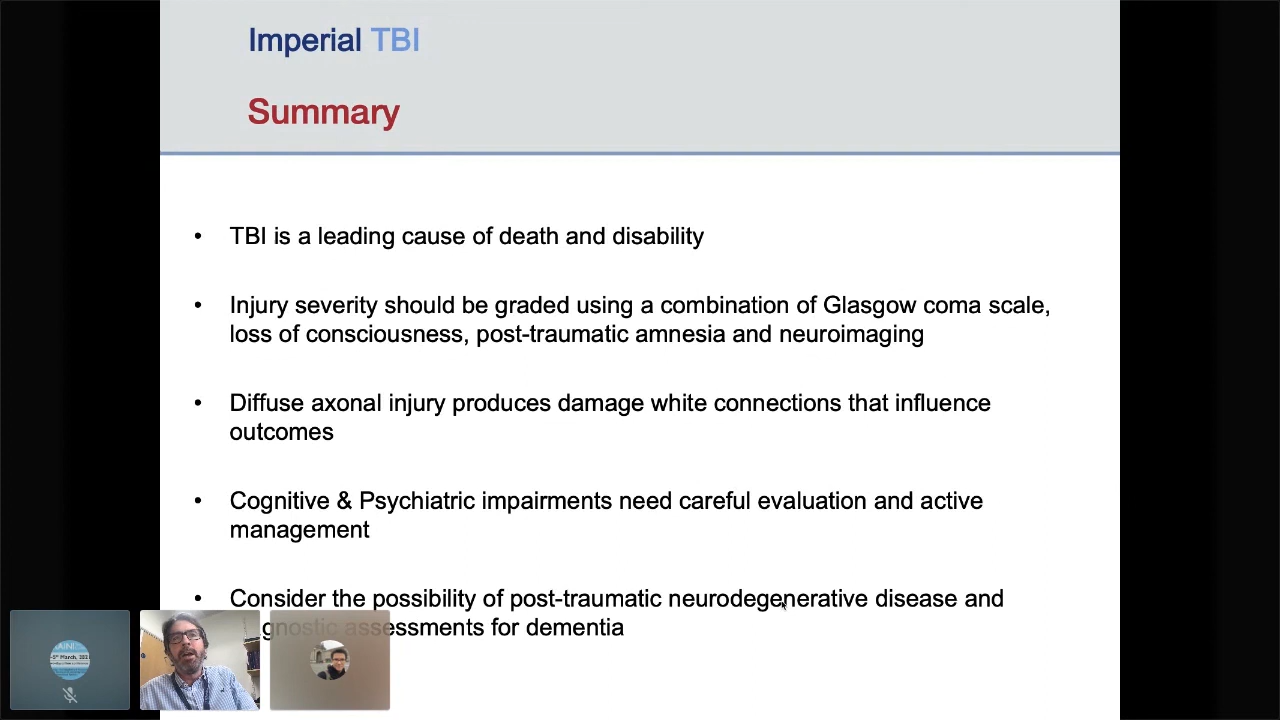 Imperial TBI
Summary
• TBI is a leading cause of death and disability
• Injury severity should be graded using a combination of Glasgow coma scale,
loss of consciousness, post-traumatic amnesia and neuroimaging
• Diffuse axonal injury produces damage white connections that influence
outcomes
• Cognitive & Psychiatric impairments need careful evaluation and active
management
• Consider the possibility of post-traumatic neurodegenerative disease and
assessments for dementia